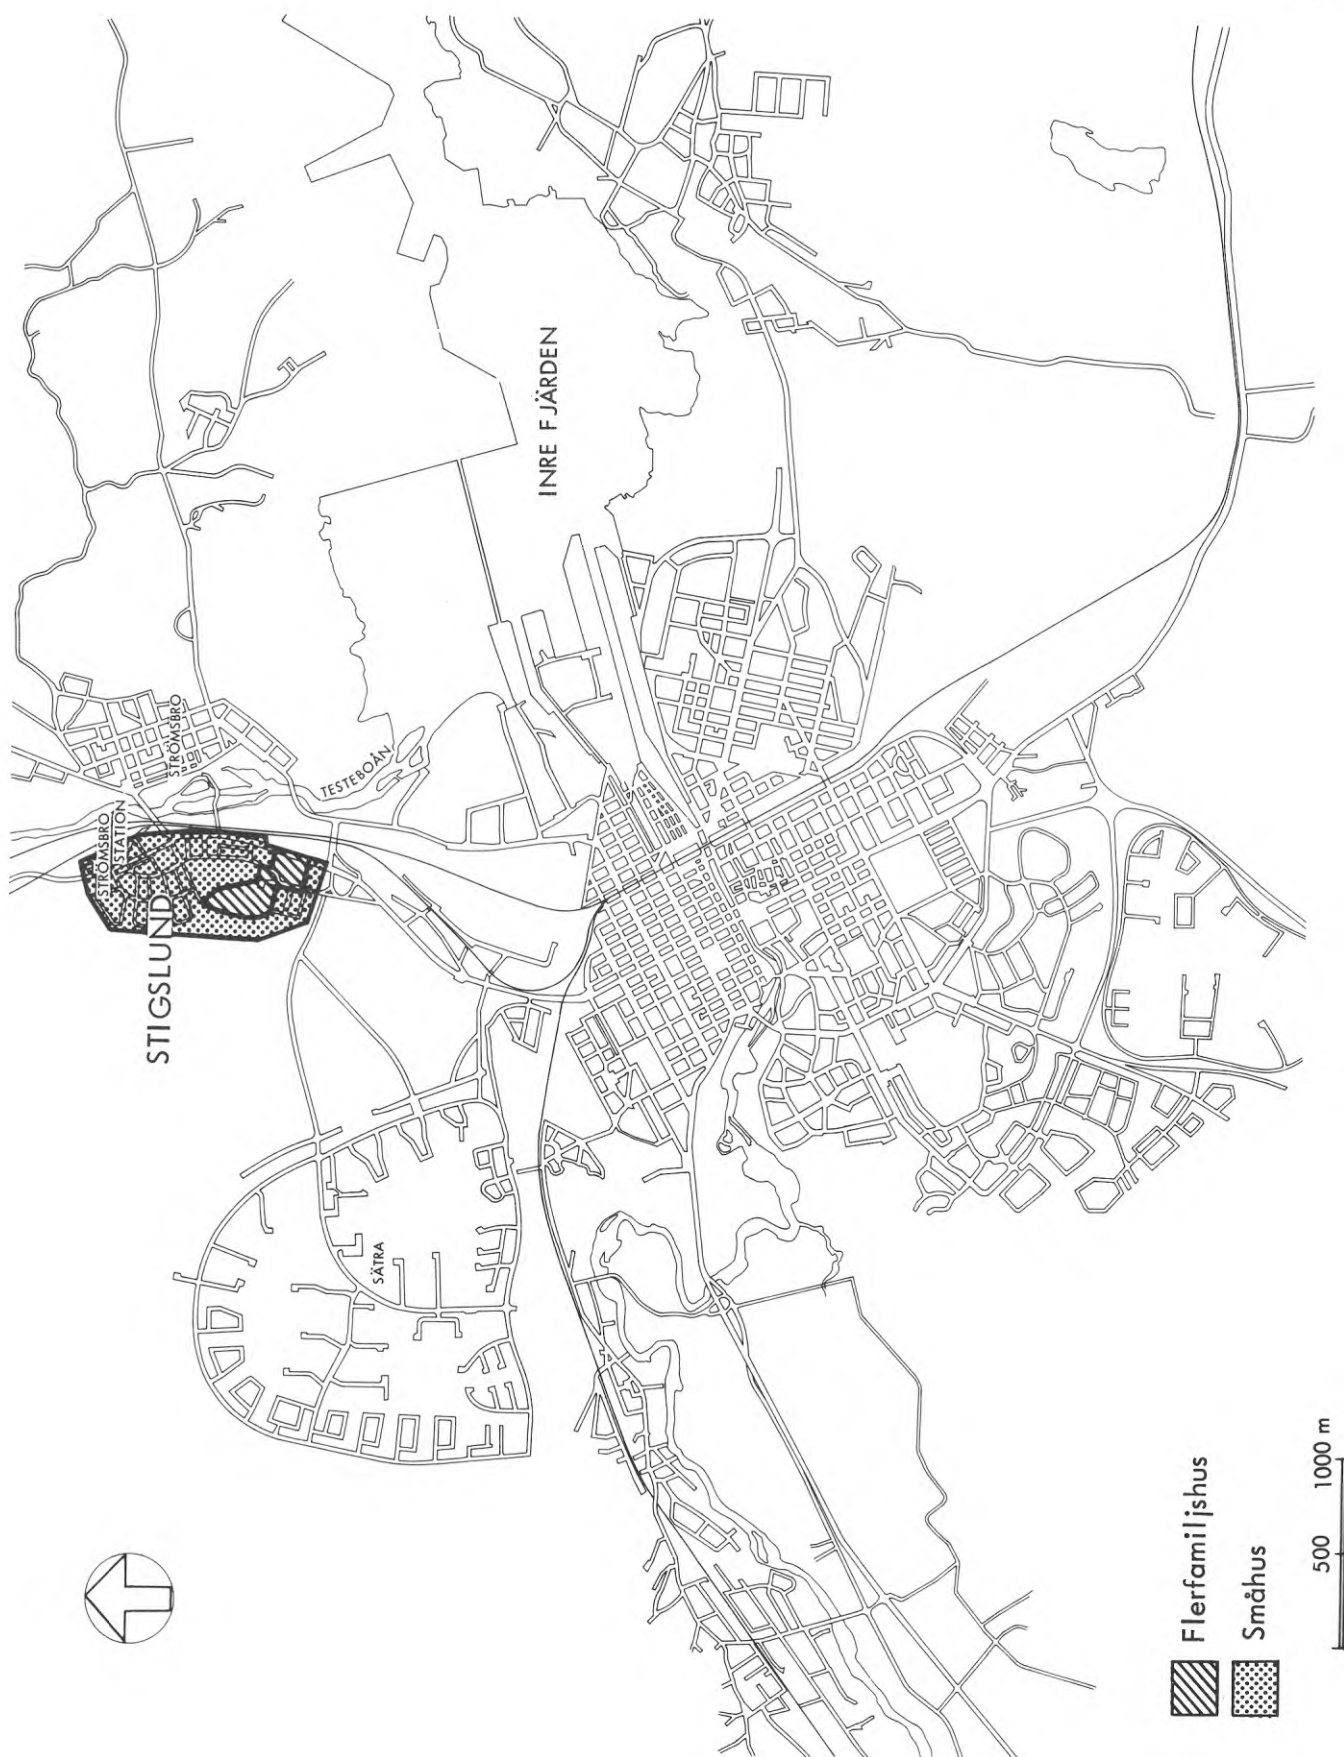 STRÖMSBRO
STATION
STRÖMSBRO
STIGSLUND
TESTEBOÅN
INRE FJÄRDEN
SÄTRA
Flerfamiljshus
Småhus
500 1000 m